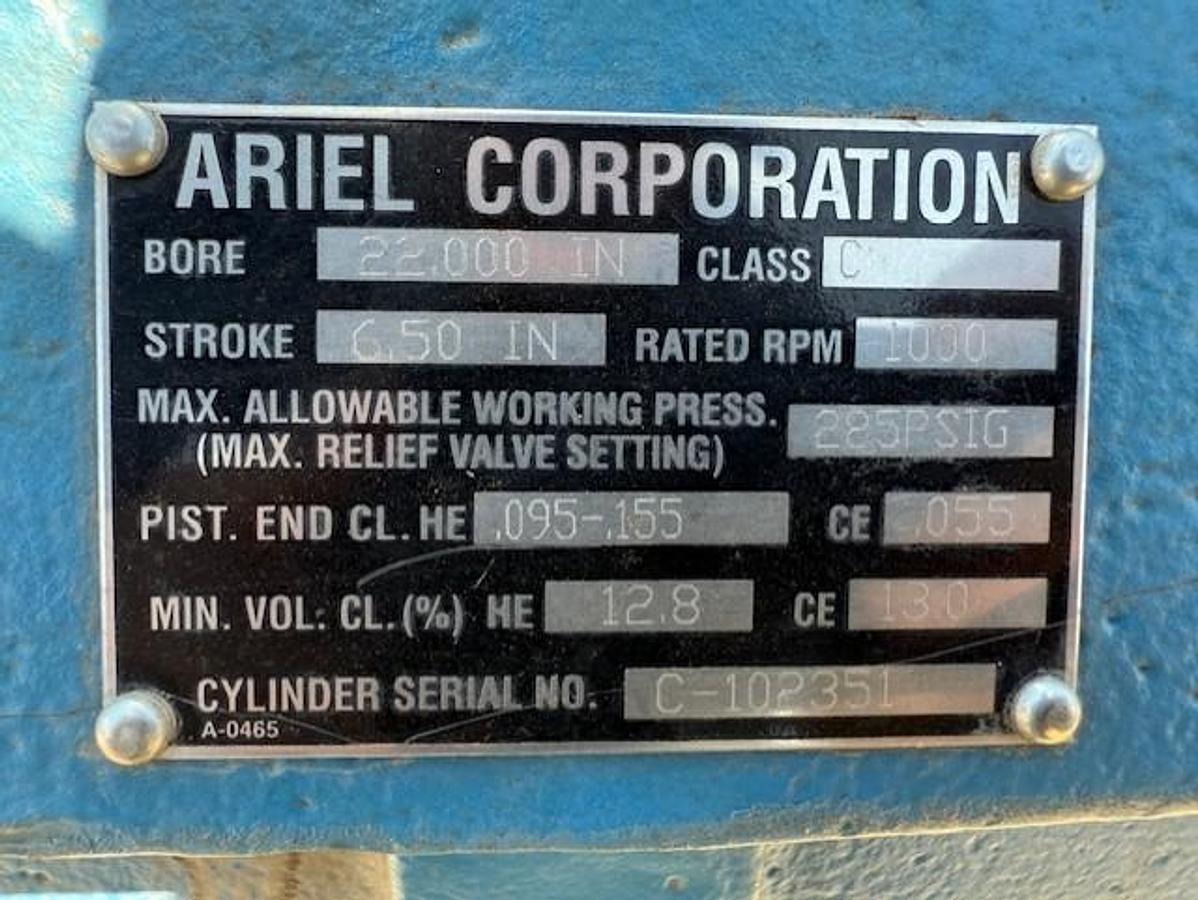 ARIEL CORPORATION
BORE 22.000 IN CLASS C
STROKE 6.50 IN RATED RPM 1000
MAX. ALLOWABLE WORKING PRESS.
(MAX. RELIEF VALVE SETTING) 225PSIG
PIST. END CL. HE .095-.155 CE .055
MIN. VOL. CL. (%) HE 12.8 CE 13.0
CYLINDER SERIAL NO. C-102351
A-0465